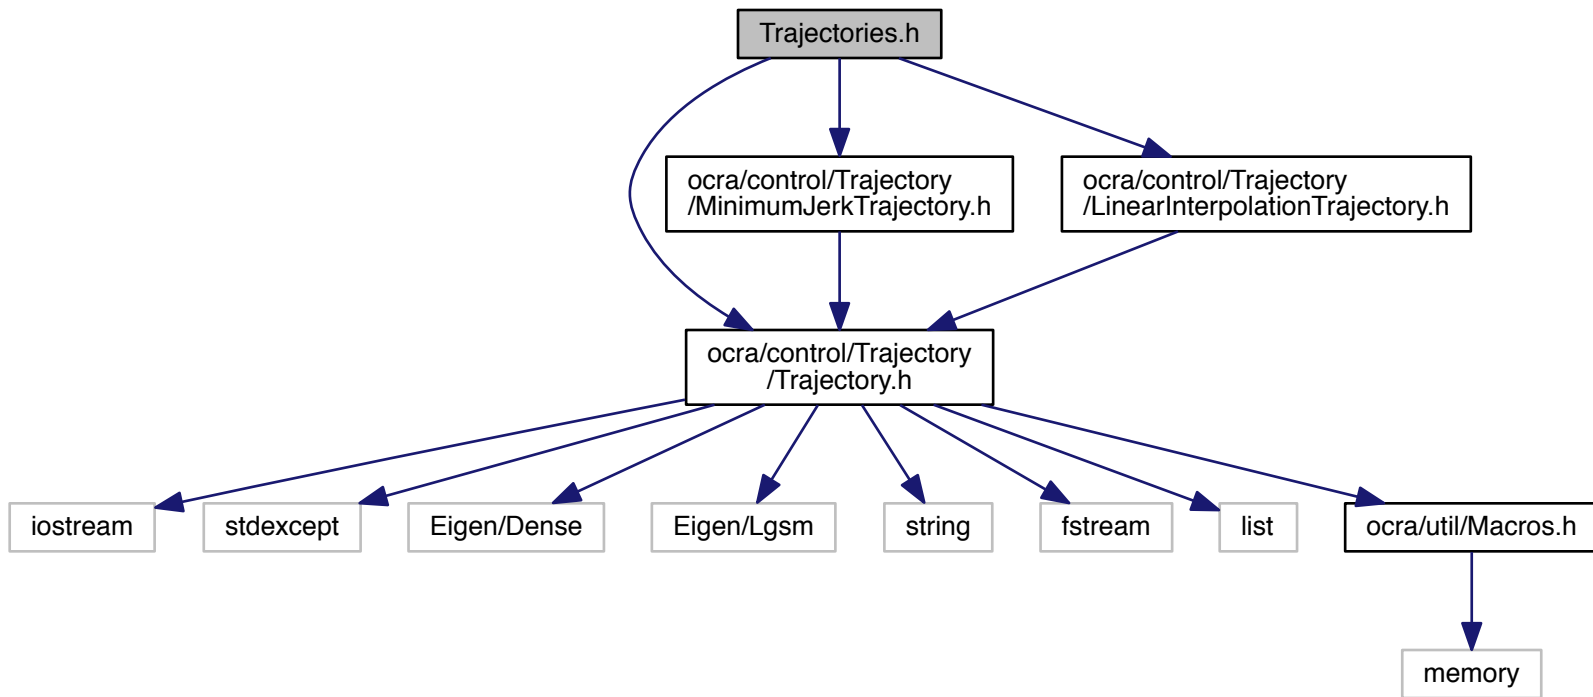 Trajectories.h
ocra/control/Trajectory
/MinimumJerkTrajectory.h
ocra/control/Trajectory
/LinearInterpolationTrajectory.h
ocra/control/Trajectory
/Trajectory.h
iostream
stdexcept
Eigen/Dense
Eigen/Lgsm
string
fstream
list
ocra/util/Macros.h
memory